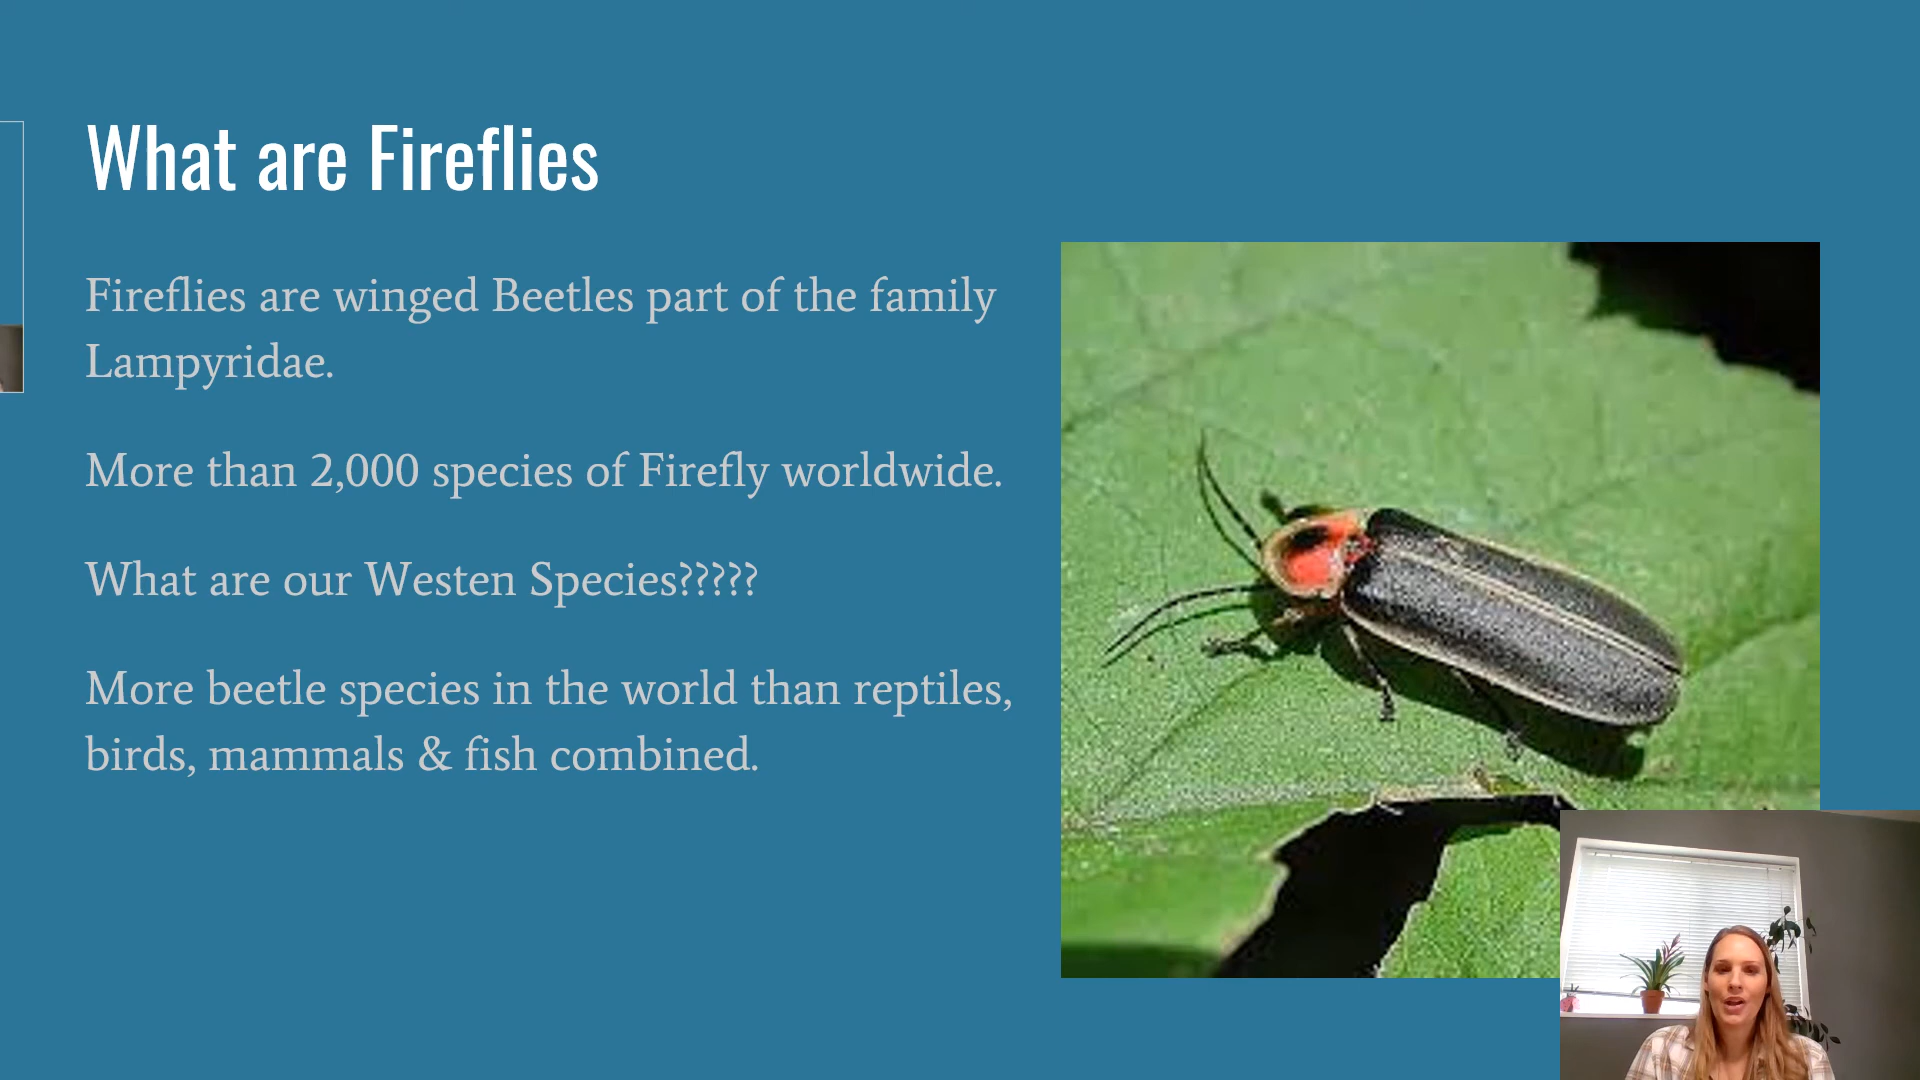 What are Fireflies
Fireflies are winged Beetles part of the family
Lampyridae.
More than 2,000 species of Firefly worldwide.
What are our Westen Species?????
More beetle species in the world than reptiles,
birds, mammals & fish combined.